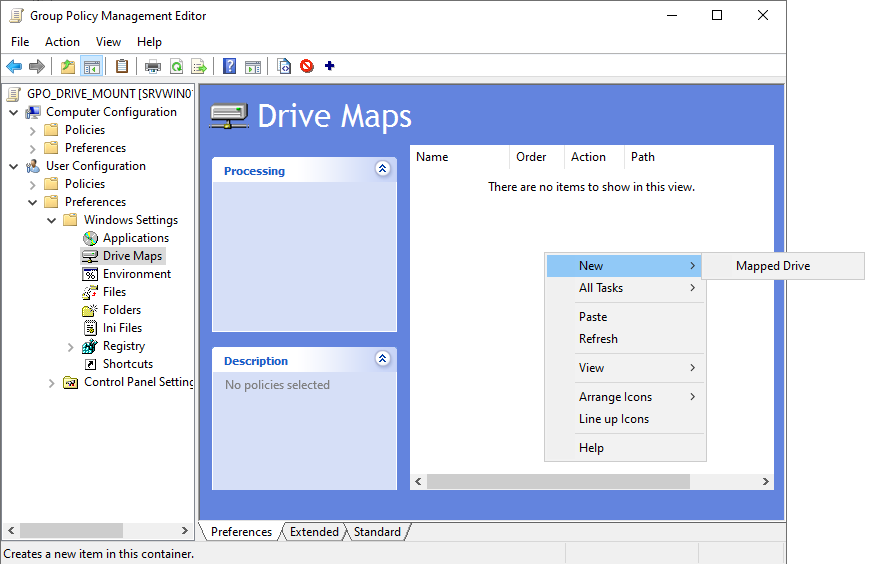 Group Policy Management Editor
File Action View Help
GPO_DRIVE_MOUNT [SRVWIN01
Computer Configuration
Policies
Preferences
User Configuration
Policies
Preferences
Windows Settings
Applications
Drive Maps
Environment
Files
Folders
Ini Files
Registry
Shortcuts
Control Panel Setting
Drive Maps
Processing
Description
No policies selected
Name Order Action Path
There are no items to show in this view.
New
All Tasks
Paste
Refresh
View
Arrange Icons
Line up Icons
Help
Mapped Drive
Preferences Extended Standard
Creates a new item in this container.